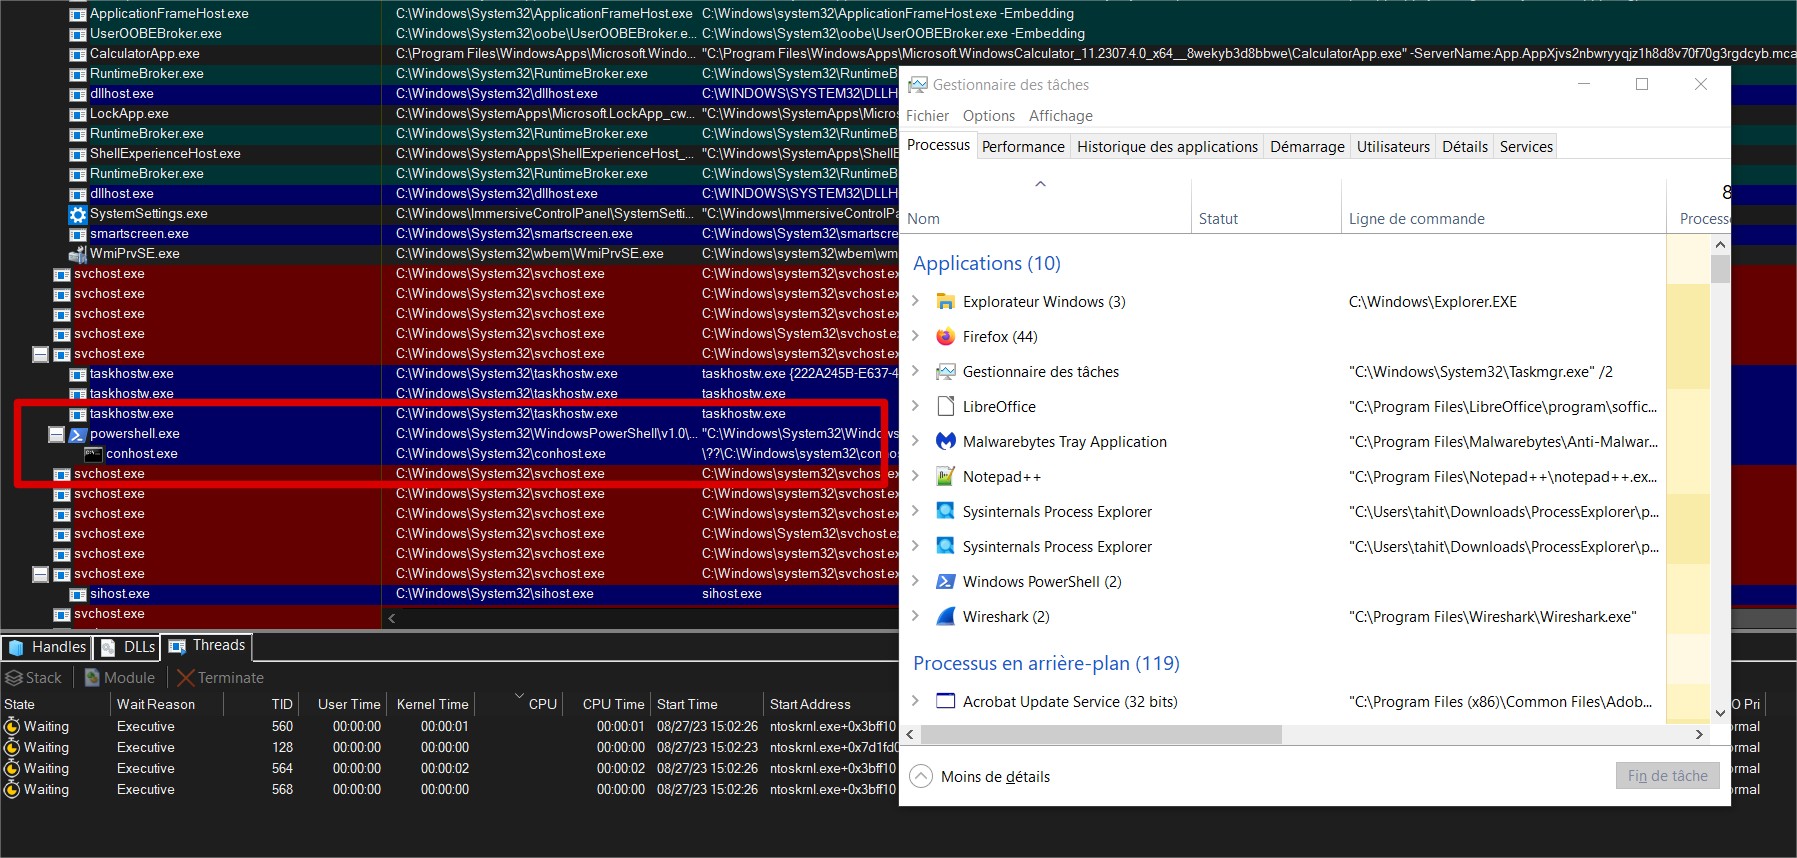 ApplicationFrameHost.exe C:\Windows\System32\ApplicationFrameHost.exe C:\Windows\System32\ApplicationFrameHost.exe -Embedding
UserOOBEBroker.exe C:\Windows\System32\oobe\UserOOBEBroker.e... C:\Windows\System32\oobe\UserOOBEBroker.exe -Embedding
CalculatorApp.exe C:\Program Files\WindowsApps\Microsoft.Windo... "C:\Program Files\WindowsApps\Microsoft.WindowsCalculator_11.2307.4.0_x64__8wekyb3d8bbwe\CalculatorApp.exe" -ServerName:App.AppXjvs2nbwryyqjz1h8d8v70f70g3rgdcyb.mca
RuntimeBroker.exe C:\Windows\System32\RuntimeBroker.exe C:\Windows\System32\RuntimeB
dllhost.exe C:\Windows\System32\dllhost.exe C:\WINDOWS\SYSTEM32\DLLH
LockApp.exe C:\Windows\SystemApps\Microsoft.LockApp_cw... "C:\Windows\SystemApps\Micros
RuntimeBroker.exe C:\Windows\System32\RuntimeBroker.exe C:\Windows\System32\RuntimeB
ShellExperienceHost.exe C:\Windows\SystemApps\ShellExperienceHost_... "C:\Windows\SystemApps\ShellE
RuntimeBroker.exe C:\Windows\System32\RuntimeBroker.exe C:\Windows\System32\RuntimeB
dllhost.exe C:\Windows\System32\dllhost.exe C:\WINDOWS\SYSTEM32\DLLH
SystemSettings.exe C:\Windows\ImmersiveControlPanel\SystemSetti... "C:\Windows\ImmersiveControlPa
smartscreen.exe C:\Windows\System32\smartscreen.exe C:\Windows\System32\smartscre
WmiPrvSE.exe C:\Windows\System32\wbem\WmiPrvSE.exe C:\Windows\system32\wbem\wm
svchost.exe C:\Windows\System32\svchost.exe C:\Windows\system32\svchost.ex
svchost.exe C:\Windows\System32\svchost.exe C:\Windows\system32\svchost.ex
svchost.exe C:\Windows\System32\svchost.exe C:\Windows\system32\svchost.ex
svchost.exe C:\Windows\System32\svchost.exe C:\Windows\System32\svchost.ex
svchost.exe C:\Windows\System32\svchost.exe C:\Windows\system32\svchost.ex
taskhostw.exe C:\Windows\System32\taskhostw.exe taskhostw.exe {222A245B-E637-4
taskhostw.exe C:\Windows\System32\taskhostw.exe taskhostw.exe
taskhostw.exe C:\Windows\System32\taskhostw.exe taskhostw.exe
powershell.exe C:\Windows\System32\WindowsPowerShell\v1.0\... "C:\Windows\System32\Windows
conhost.exe C:\Windows\System32\conhost.exe \??\C:\Windows\system32\conhos
svchost.exe C:\Windows\System32\svchost.exe C:\Windows\system32\svchost.ex
svchost.exe C:\Windows\System32\svchost.exe C:\Windows\system32\svchost.ex
svchost.exe C:\Windows\System32\svchost.exe C:\Windows\system32\svchost.ex
svchost.exe C:\Windows\System32\svchost.exe C:\Windows\System32\svchost.ex
svchost.exe C:\Windows\System32\svchost.exe C:\Windows\system32\svchost.ex
svchost.exe C:\Windows\System32\svchost.exe C:\Windows\system32\svchost.ex
sihost.exe C:\Windows\System32\sihost.exe sihost.exe
svchost.exe
Gestionnaire des tâches
Fichier Options Affichage
Processus Performance Historique des applications Démarrage Utilisateurs Détails Services
8
Nom Statut Ligne de commande Process
Applications (10)
Explorateur Windows (3) C:\Windows\Explorer.EXE
Firefox (44)
Gestionnaire des tâches "C:\Windows\System32\Taskmgr.exe" /2
LibreOffice "C:\Program Files\LibreOffice\program\soffic...
Malwarebytes Tray Application "C:\Program Files\Malwarebytes\Anti-Malwar...
Notepad++ "C:\Program Files\Notepad++\notepad++.ex...
Sysinternals Process Explorer "C:\Users\tahit\Downloads\ProcessExplorer\p...
Sysinternals Process Explorer "C:\Users\tahit\Downloads\ProcessExplorer\p...
Windows PowerShell (2)
Wireshark (2) "C:\Program Files\Wireshark\Wireshark.exe"
Processus en arrière-plan (119)
Acrobat Update Service (32 bits) "C:\Program Files (x86)\Common Files\Adob...
Moins de détails Fin de tâche
Handles DLLs Threads
Stack Module Terminate
State Wait Reason TID User Time Kernel Time CPU CPU Time Start Time Start Address O Pri
Waiting Executive 560 00:00:00 00:00:01 00:00:01 08/27/23 15:02:26 ntoskrnl.exe+0x3bff10 ormal
Waiting Executive 128 00:00:00 00:00:00 00:00:00 08/27/23 15:02:23 ntoskrnl.exe+0x7d1fd0 ormal
Waiting Executive 564 00:00:00 00:00:02 00:00:02 08/27/23 15:02:26 ntoskrnl.exe+0x3bff10 ormal
Waiting Executive 568 00:00:00 00:00:00 00:00:00 08/27/23 15:02:26 ntoskrnl.exe+0x3bff10 ormal